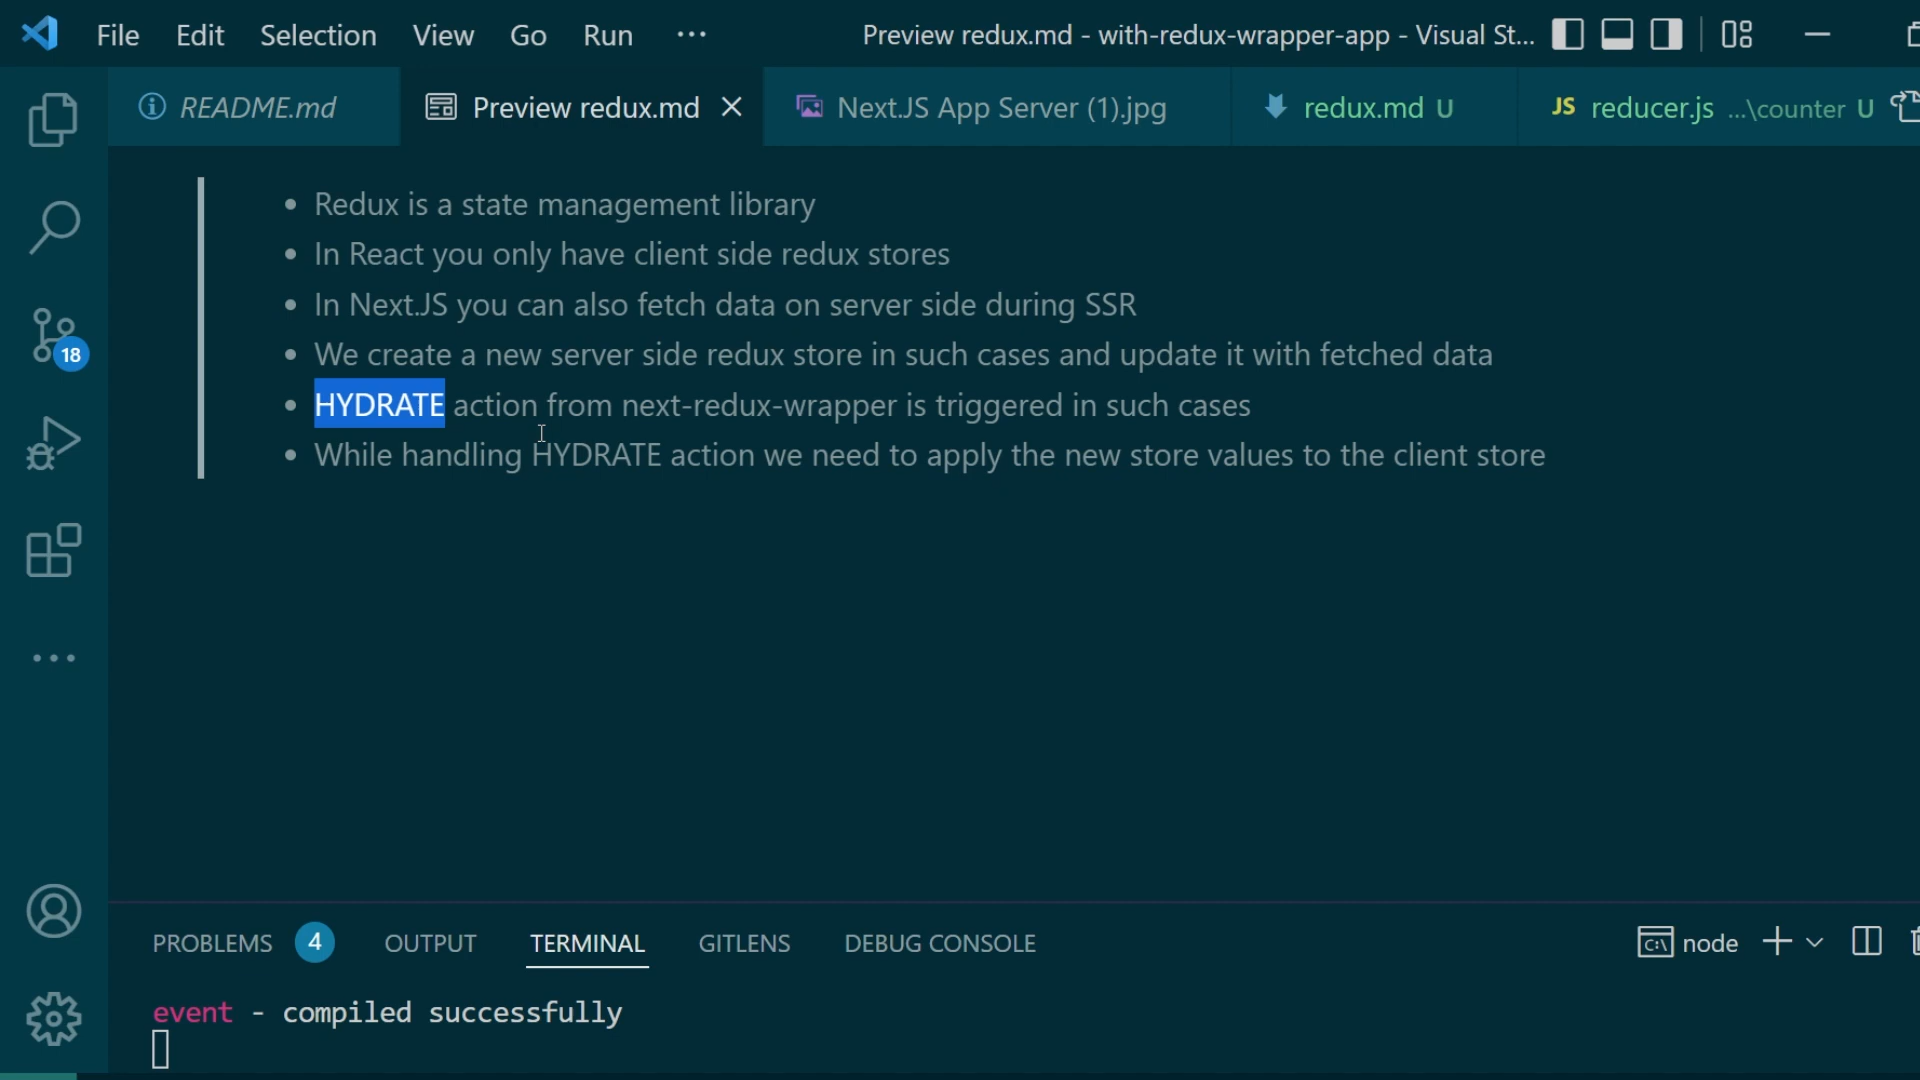 File Edit Selection View Go Run ··· Preview redux.md - with-redux-wrapper-app - Visual St...
README.md Preview redux.md Next.JS App Server (1).jpg redux.md U JS reducer.js ...\counter U
• Redux is a state management library
• In React you only have client side redux stores
• In Next.JS you can also fetch data on server side during SSR
• We create a new server side redux store in such cases and update it with fetched data
18
• HYDRATE action from next-redux-wrapper is triggered in such cases
• While handling HYDRATE action we need to apply the new store values to the client store
PROBLEMS 4 OUTPUT TERMINAL GITLENS DEBUG CONSOLE node
event - compiled successfully